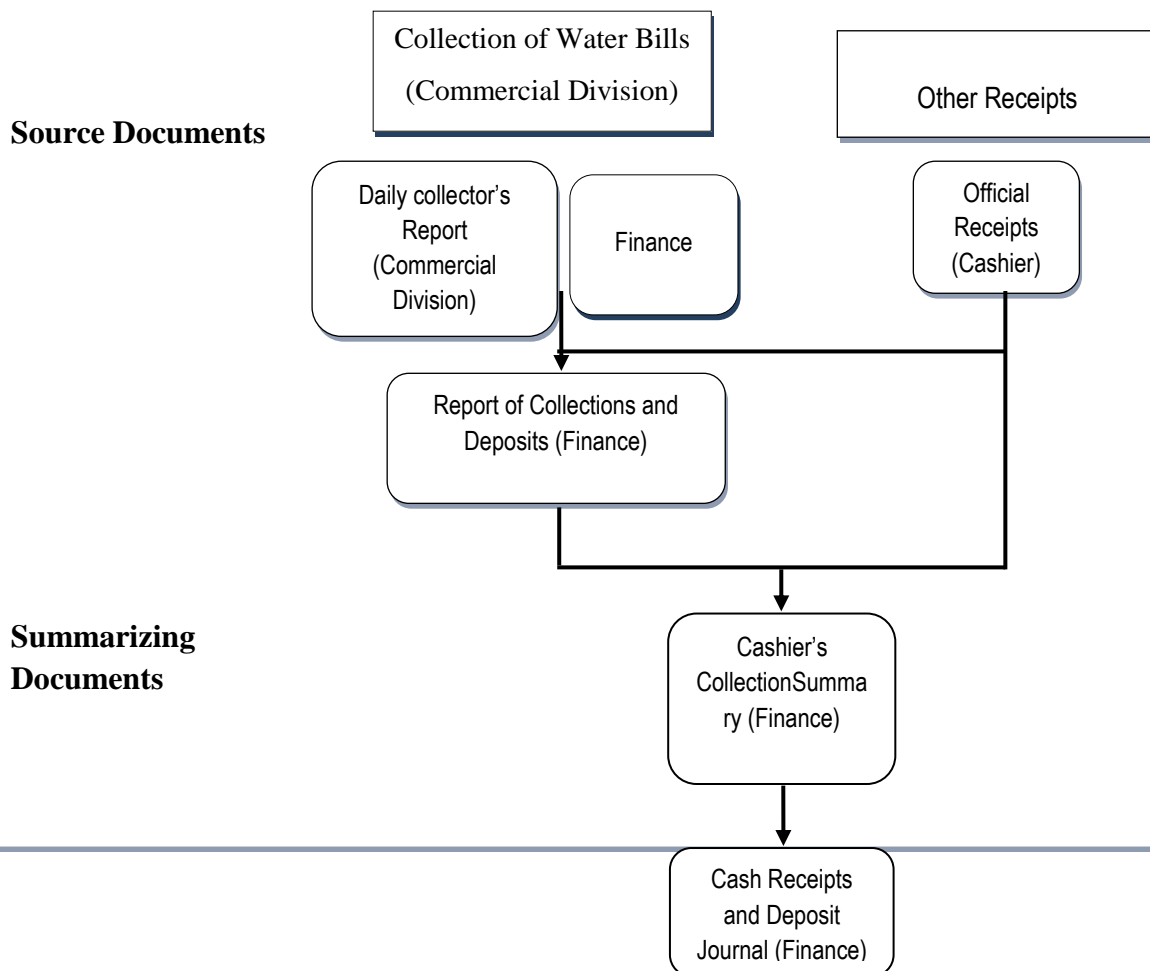 Collection of Water Bills
(Commercial Division)
Other Receipts
Source Documents
Daily collector’s
Report
(Commercial
Division)
Finance
Official
Receipts
(Cashier)
Report of Collections and
Deposits (Finance)
Summarizing
Documents
Cashier’s
CollectionSumma
ry (Finance)
Cash Receipts
and Deposit
Journal (Finance)